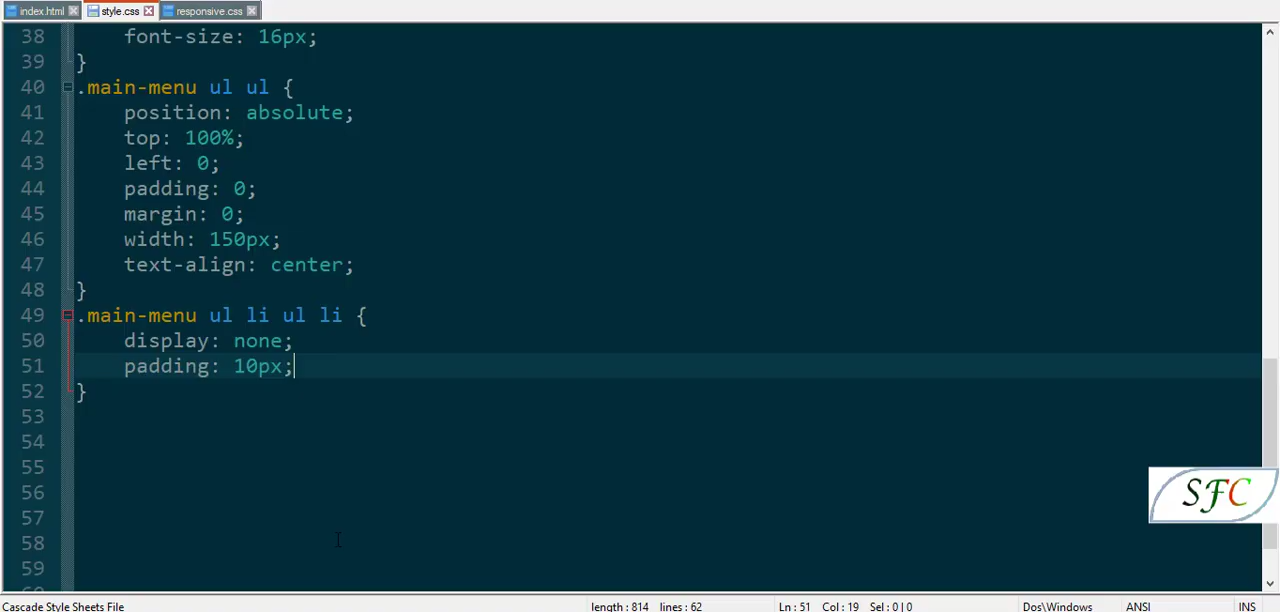 index.html style.css responsive.css
38 font-size: 16px;
39 }
40 .main-menu ul ul {
41 position: absolute;
42 top: 100%;
43 left: 0;
44 padding: 0;
45 margin: 0;
46 width: 150px;
47 text-align: center;
48 }
49 .main-menu ul li ul li {
50 display: none;
51 padding: 10px;
52 }
53
54
55
56
57
58
59
SFC
Cascade Style Sheets File length : 814 lines : 62 Ln : 51 Col : 19 Sel : 0 | 0 Dos\Windows ANSI INS